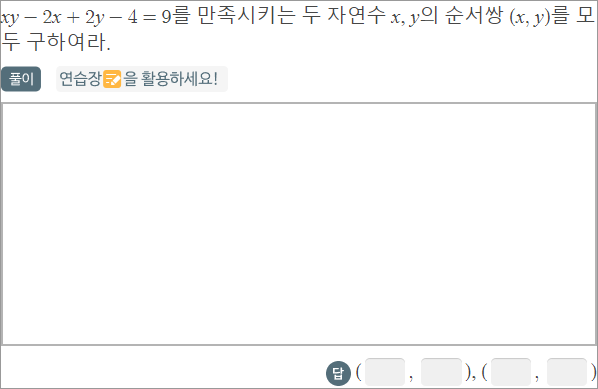 xy − 2x + 2y − 4 = 9를 만족시키는 두 자연수 x, y의 순서쌍 (x, y)를 모
두 구하여라.
풀이 연습장을 활용하세요!
답 ( , ), ( , )